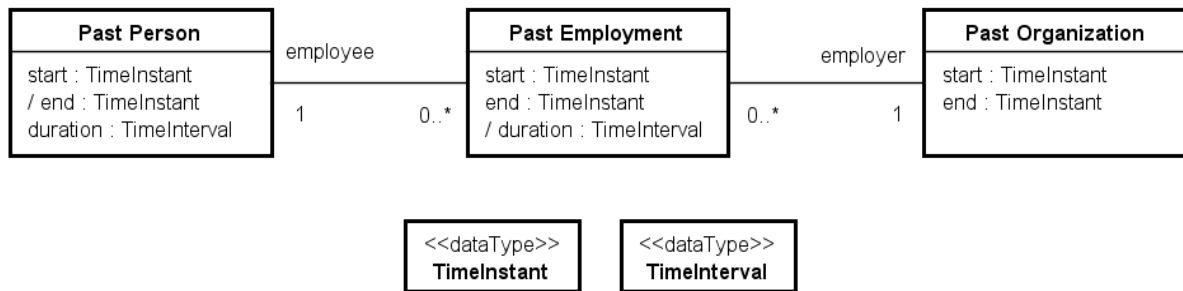 Past Person
start : TimeInstant
/ end : TimeInstant
duration : TimeInterval
employee
1
0..*
Past Employment
start : TimeInstant
end : TimeInstant
/ duration : TimeInterval
employer
0..*
1
Past Organization
start : TimeInstant
end : TimeInstant
<<dataType>>
TimeInstant
<<dataType>>
TimeInterval